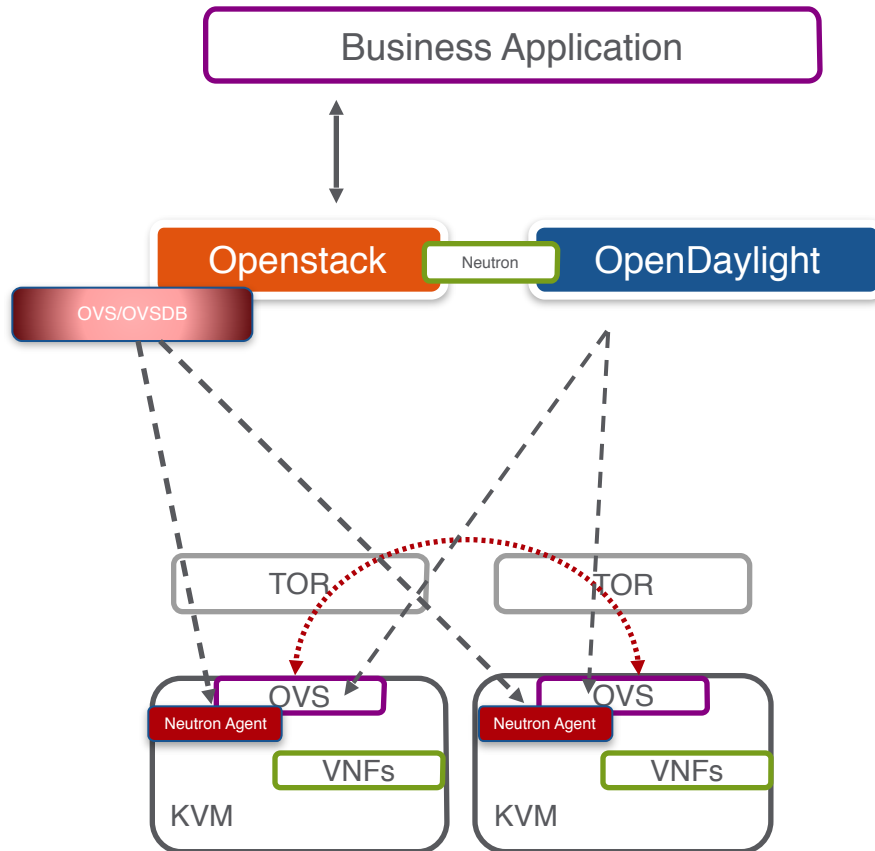 Business Application
Openstack
Neutron
OpenDaylight
OVS/OVSDB
TOR
TOR
OVS
OVS
Neutron Agent
Neutron Agent
VNFs
VNFs
KVM
KVM